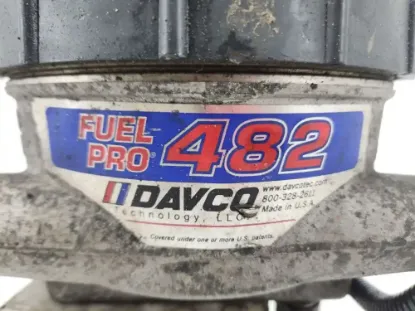 FUEL PRO 482
DAVCO
Technology, LLC
www.davcotec.com
800-328-2611
Made in U.S.A.
Covered under one or more U.S. patents.